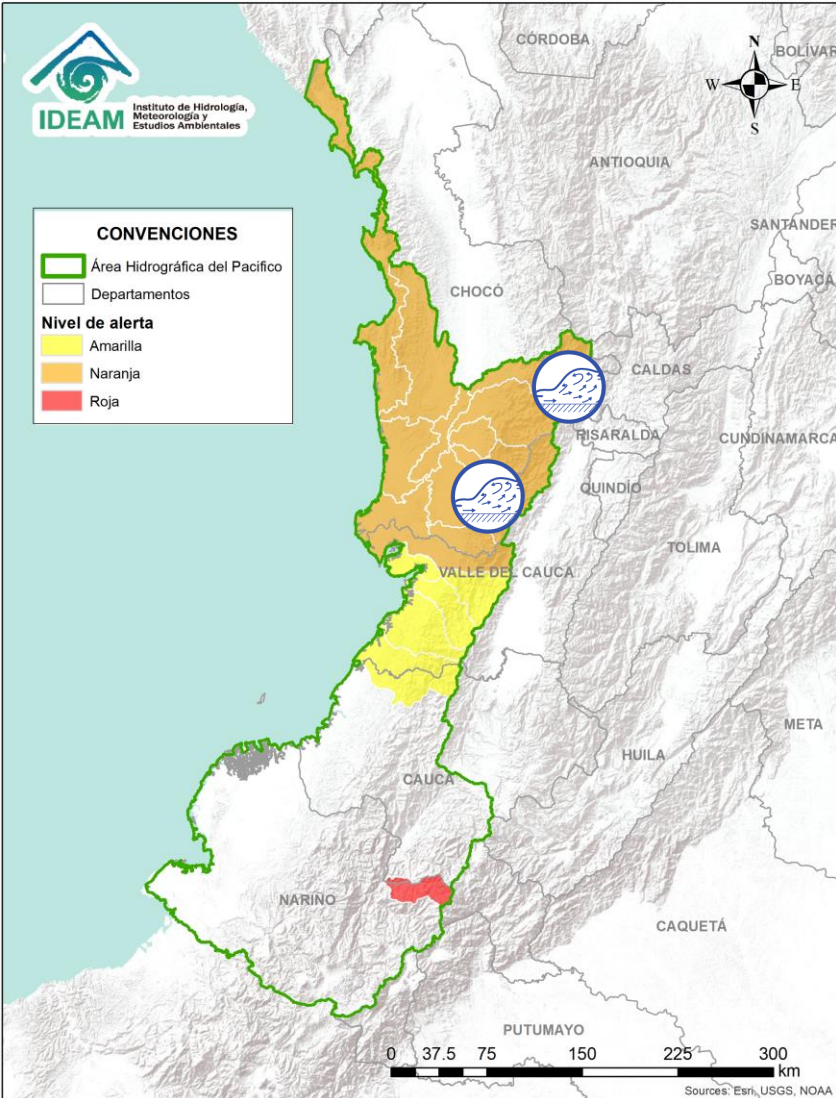 IDEAM
Instituto de Hidrología,
Meteorología y
Estudios Ambientales
CÓRDOBA
BOLÍVAR
N
W E
S
ANTIOQUIA
SANTANDER
CONVENCIONES
Área Hidrográfica del Pacifico
Departamentos
Nivel de alerta
Amarilla
Naranja
Roja
BOYACÁ
CHOCÓ
CALDAS
RISARALDA
CUNDINAMARCA
QUINDÍO
TOLIMA
VALLE DEL CAUCA
META
HUILA
CAUCA
NARIÑO
CAQUETÁ
PUTUMAYO
0 37.5 75 150 225 300
km
Sources: Esri, USGS, NOAA